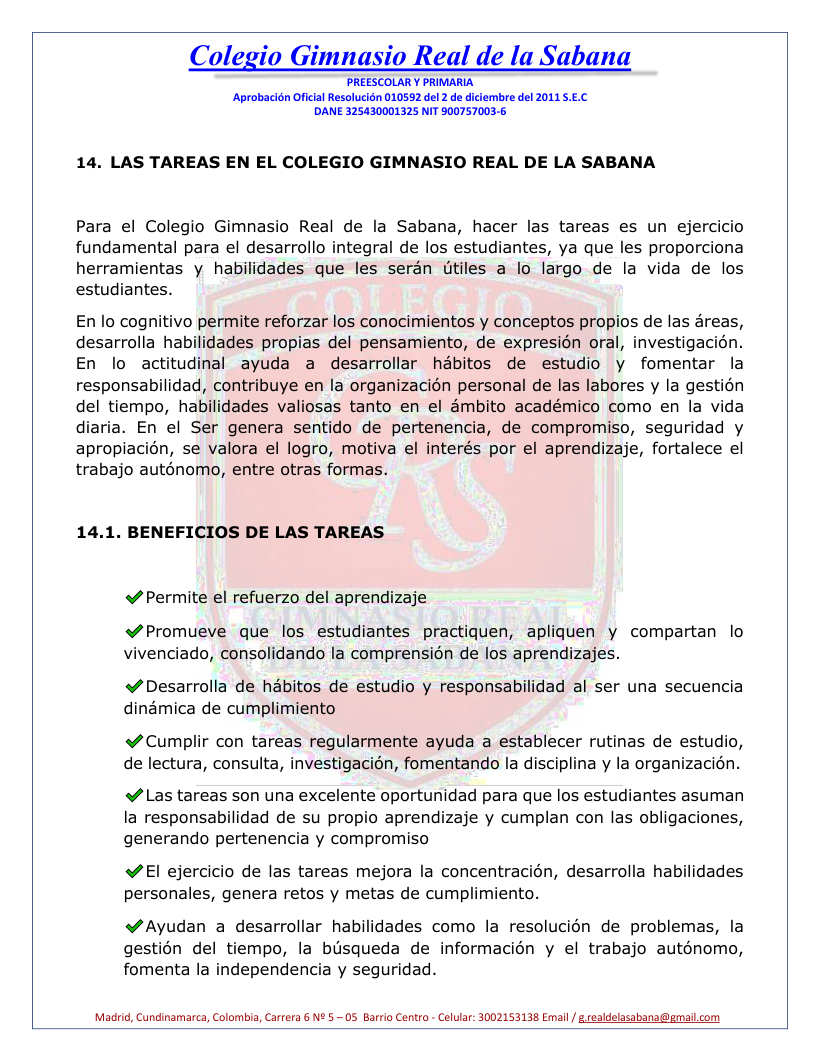 Colegio Gimnasio Real de la Sabana
PREESCOLAR Y PRIMARIA
Aprobación Oficial Resolución 010592 del 2 de diciembre del 2011 S.E.C
DANE 325430001325 NIT 900757003-6
14. LAS TAREAS EN EL COLEGIO GIMNASIO REAL DE LA SABANA
Para el Colegio Gimnasio Real de la Sabana, hacer las tareas es un ejercicio
fundamental para el desarrollo integral de los estudiantes, ya que les proporciona
herramientas y habilidades que les serán útiles a lo largo de la vida de los
estudiantes.
En lo cognitivo permite reforzar los conocimientos y conceptos propios de las áreas,
desarrolla habilidades propias del pensamiento, de expresión oral, investigación.
En lo actitudinal ayuda a desarrollar hábitos de estudio y fomentar la
responsabilidad, contribuye en la organización personal de las labores y la gestión
del tiempo, habilidades valiosas tanto en el ámbito académico como en la vida
diaria. En el Ser genera sentido de pertenencia, de compromiso, seguridad y
apropiación, se valora el logro, motiva el interés por el aprendizaje, fortalece el
trabajo autónomo, entre otras formas.
14.1. BENEFICIOS DE LAS TAREAS
Permite el refuerzo del aprendizaje
Promueve que los estudiantes practiquen, apliquen y compartan lo
vivenciado, consolidando la comprensión de los aprendizajes.
Desarrolla de hábitos de estudio y responsabilidad al ser una secuencia
dinámica de cumplimiento
Cumplir con tareas regularmente ayuda a establecer rutinas de estudio,
de lectura, consulta, investigación, fomentando la disciplina y la organización.
Las tareas son una excelente oportunidad para que los estudiantes asuman
la responsabilidad de su propio aprendizaje y cumplan con las obligaciones,
generando pertenencia y compromiso
El ejercicio de las tareas mejora la concentración, desarrolla habilidades
personales, genera retos y metas de cumplimiento.
Ayudan a desarrollar habilidades como la resolución de problemas, la
gestión del tiempo, la búsqueda de información y el trabajo autónomo,
fomenta la independencia y seguridad.
COLEGIO
GRS
GIMNASIO REAL
DE LA SABANA
Madrid, Cundinamarca, Colombia, Carrera 6 Nº 5 – 05 Barrio Centro - Celular: 3002153138 Email / g.realdelasabana@gmail.com